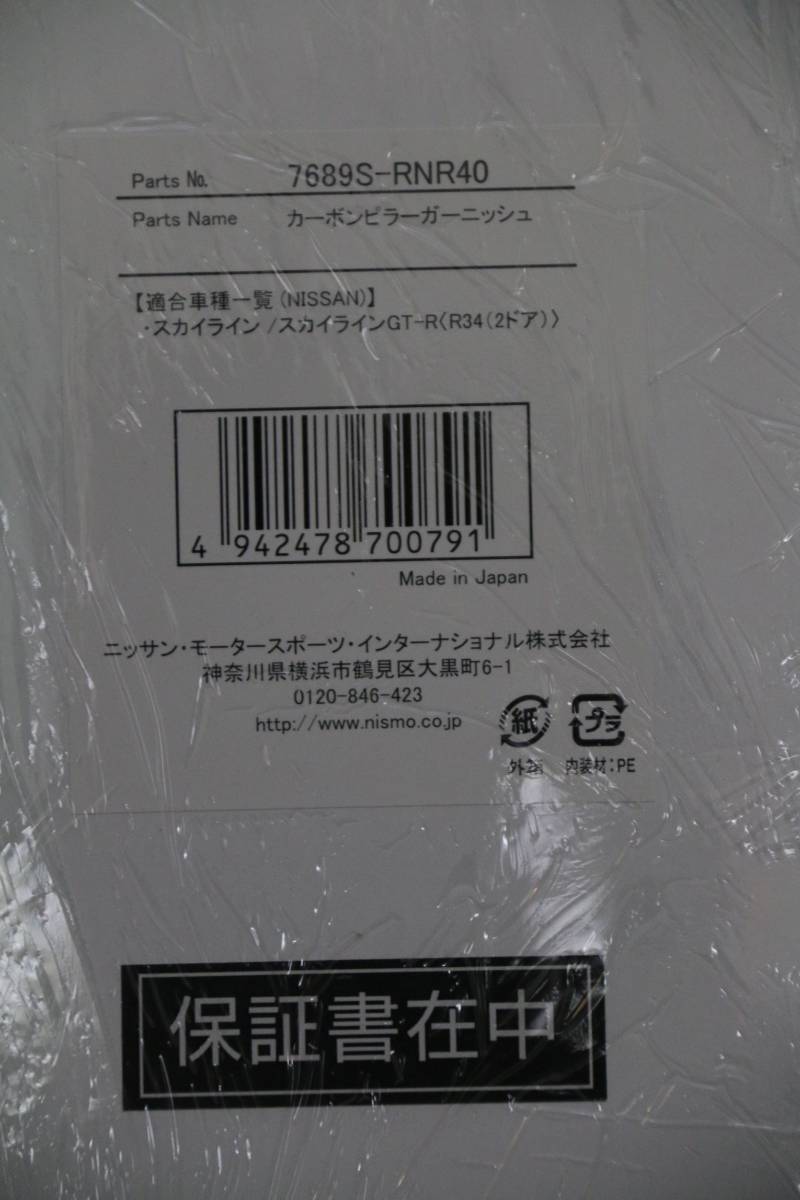 Parts No. 7689S-RNR40
Parts Name カーボンピラーガーニッシュ
【適合車種一覧(NISSAN)】
・スカイライン /スカイラインGT-R〈R34(2ドア)〉
4 942478 700791
Made in Japan
ニッサン・モータースポーツ・インターナショナル株式会社
神奈川県横浜市鶴見区大黒町6-1
0120-846-423
http://www.nismo.co.jp
紙 プラ
外 内装材:PE
保証書在中